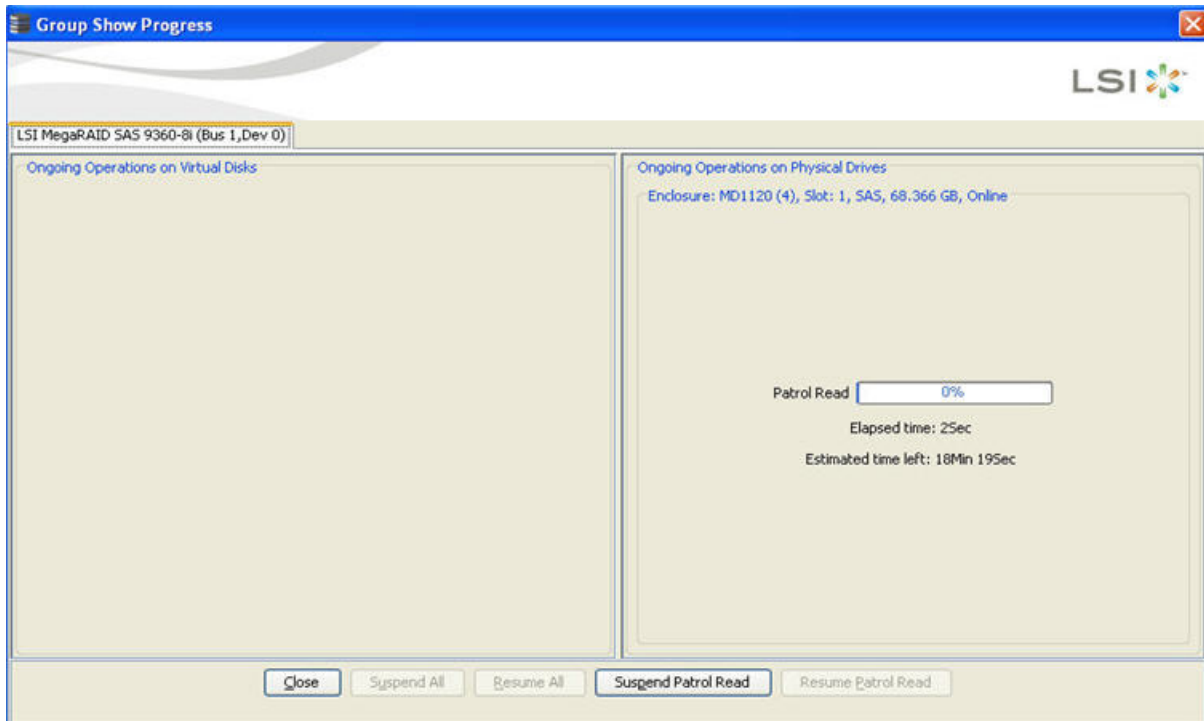 Group Show Progress
LSI
LSI MegaRAID SAS 9360-8i (Bus 1,Dev 0)
Ongoing Operations on Virtual Disks
Ongoing Operations on Physical Drives
Enclosure: MD1120 (4), Slot: 1, SAS, 68.366 GB, Online
Patrol Read 0%
Elapsed time: 2Sec
Estimated time left: 18Min 19Sec
Close Suspend All Resume All Suspend Patrol Read Resume Patrol Read